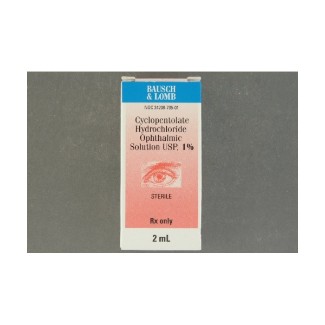 BAUSCH
& LOMB
Cyclopentolate
Hydrochloride
Ophthalmic
Solution USP, 1%
STERILE
Rx only
2 mL